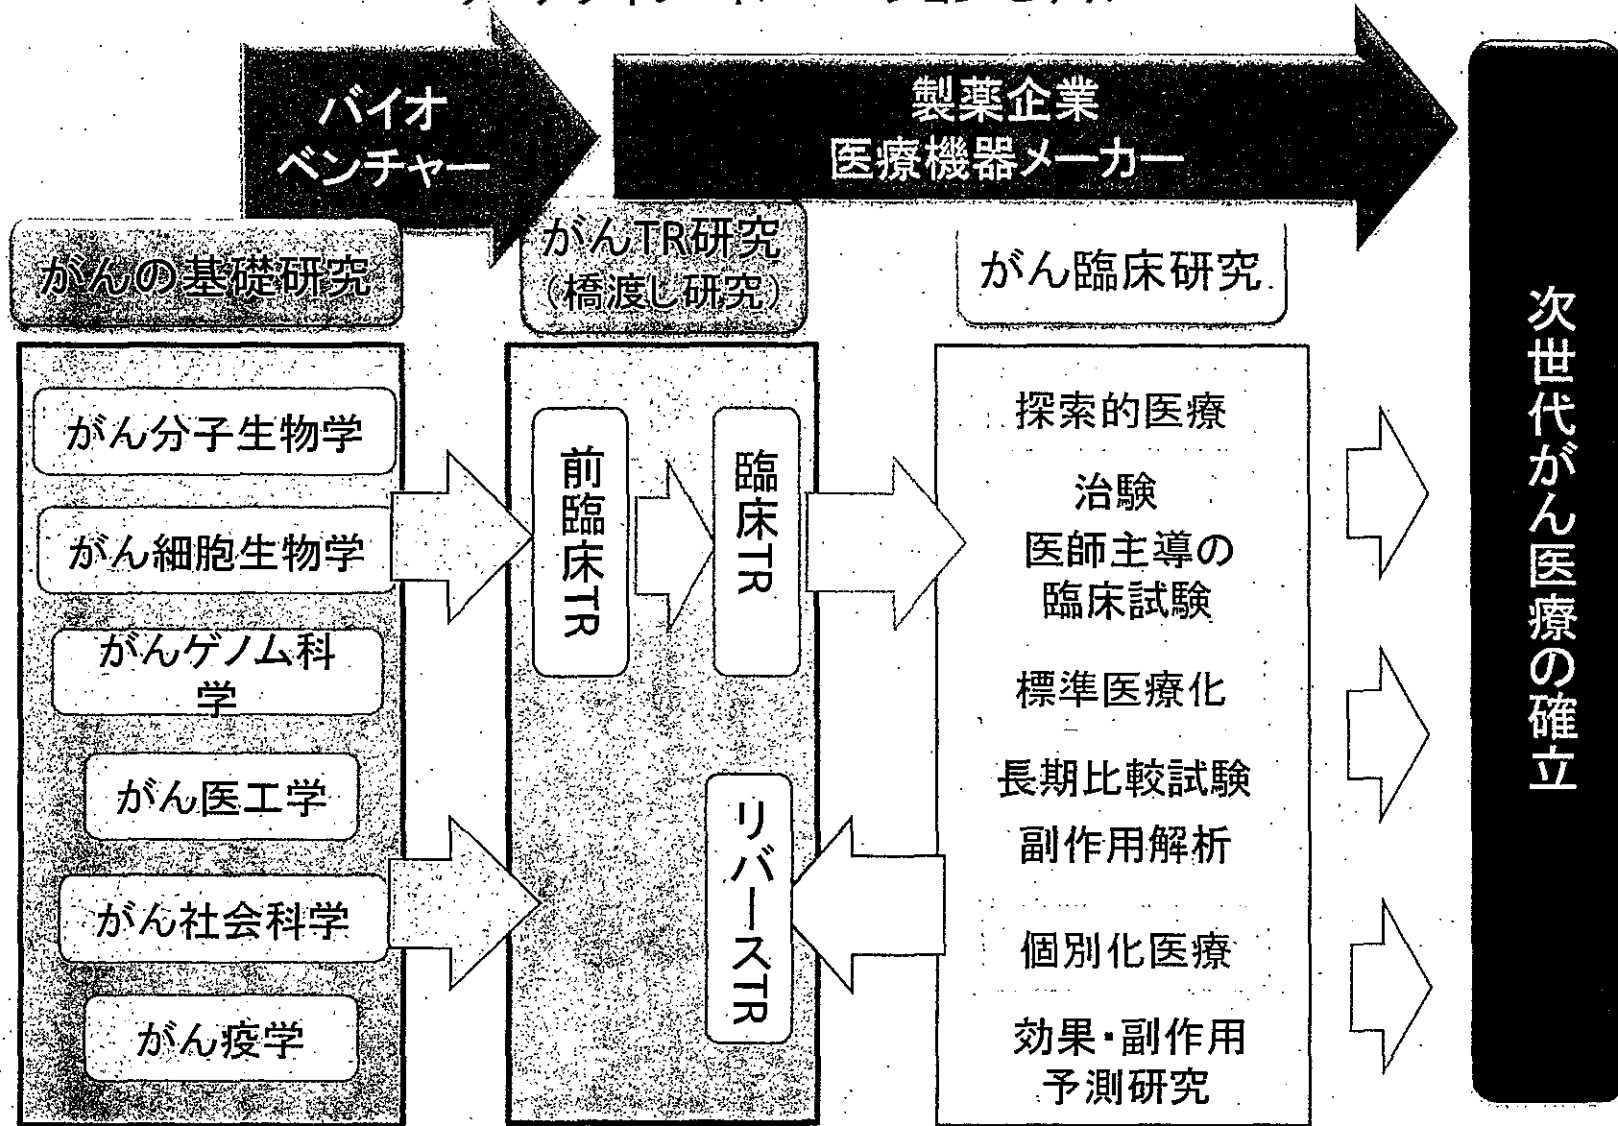 バイオ
ベンチャー
製薬企業
医療機器メーカー
がんの基礎研究
がんTR研究
(橋渡し研究)
がん臨床研究
がん分子生物学
がん細胞生物学
がんゲノム科
学
がん医工学
がん社会科学
がん疫学
前臨床TR
臨床TR
リバースTR
探索的医療
治験
医師主導の
臨床試験
標準医療化
長期比較試験
副作用解析
個別化医療
効果・副作用
予測研究
次世代がん医療の確立